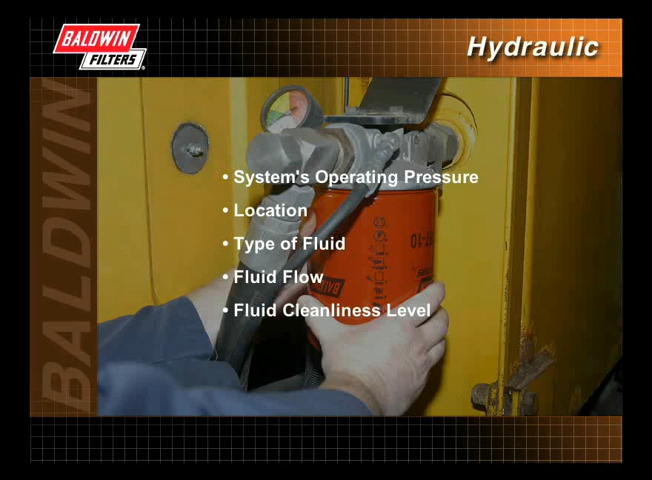 BALDWIN
FILTERS
Hydraulic
BALDWIN
• System's Operating Pressure
• Location
• Type of Fluid
• Fluid Flow
• Fluid Cleanliness Level